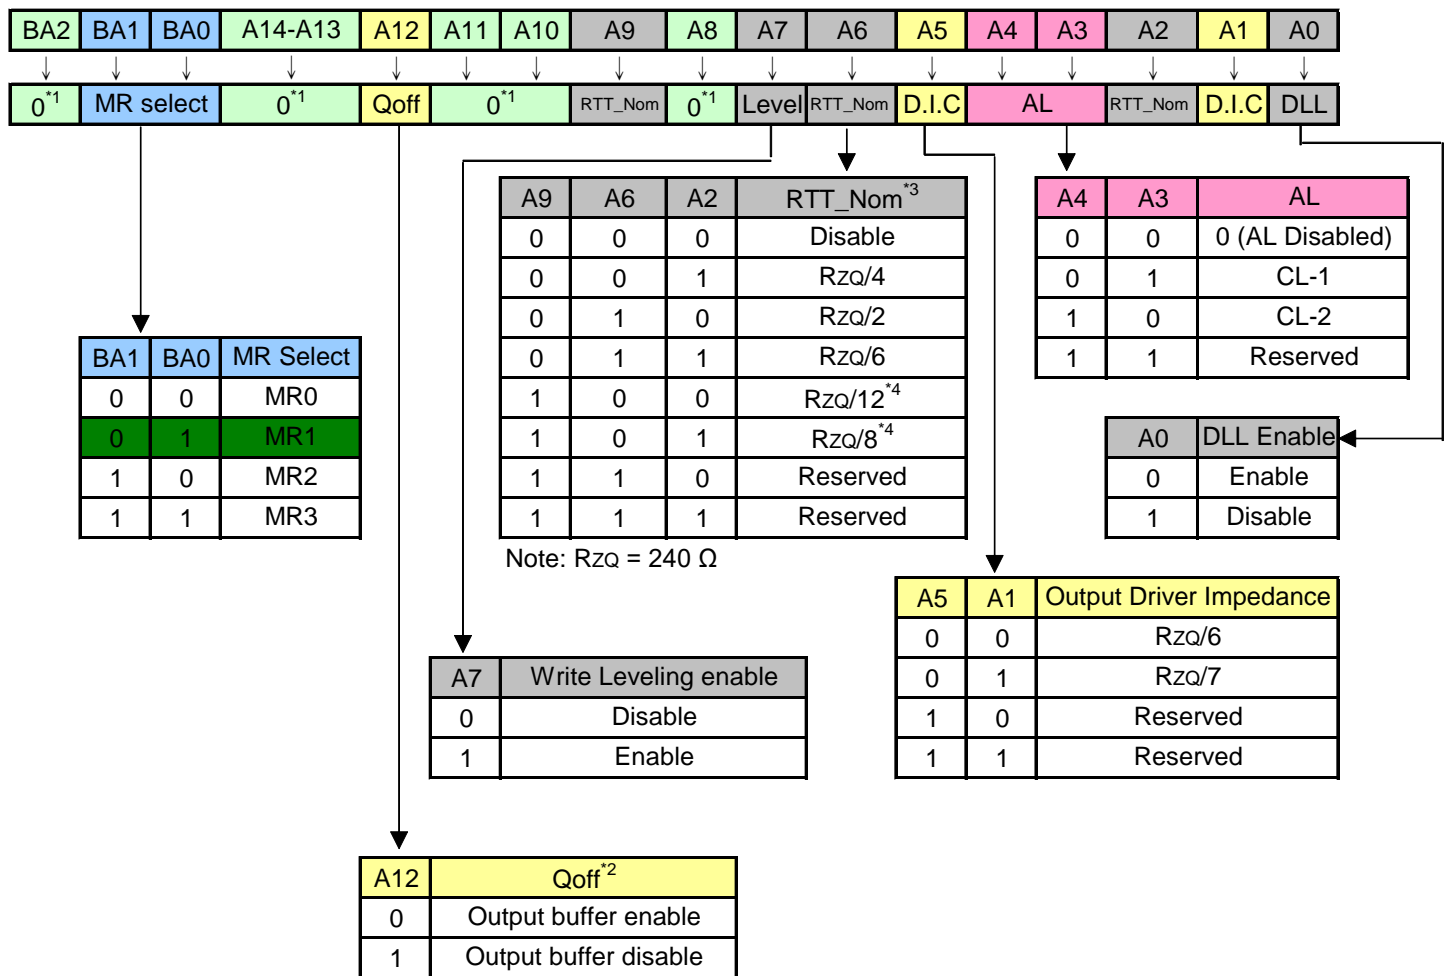 BA2 BA1 BA0 A14-A13 A12 A11 A10 A9 A8 A7 A6 A5 A4 A3 A2 A1 A0
0*1 MR select 0*1 Qoff 0*1 RTT_Nom 0*1 Level RTT_Nom D.I.C AL RTT_Nom D.I.C DLL
A9 A6 A2 RTT_Nom*3
0 0 0 Disable
0 0 1 RZQ/4
0 1 0 RZQ/2
0 1 1 RZQ/6
1 0 0 RZQ/12*4
1 0 1 RZQ/8*4
1 1 0 Reserved
1 1 1 Reserved
Note: RZQ = 240 Ω
A4 A3 AL
0 0 0 (AL Disabled)
0 1 CL-1
1 0 CL-2
1 1 Reserved
BA1 BA0 MR Select
0 0 MR0
0 1 MR1
1 0 MR2
1 1 MR3
A0 DLL Enable
0 Enable
1 Disable
A5 A1 Output Driver Impedance
0 0 RZQ/6
0 1 RZQ/7
1 0 Reserved
1 1 Reserved
A7 Write Leveling enable
0 Disable
1 Enable
A12 Qoff*2
0 Output buffer enable
1 Output buffer disable